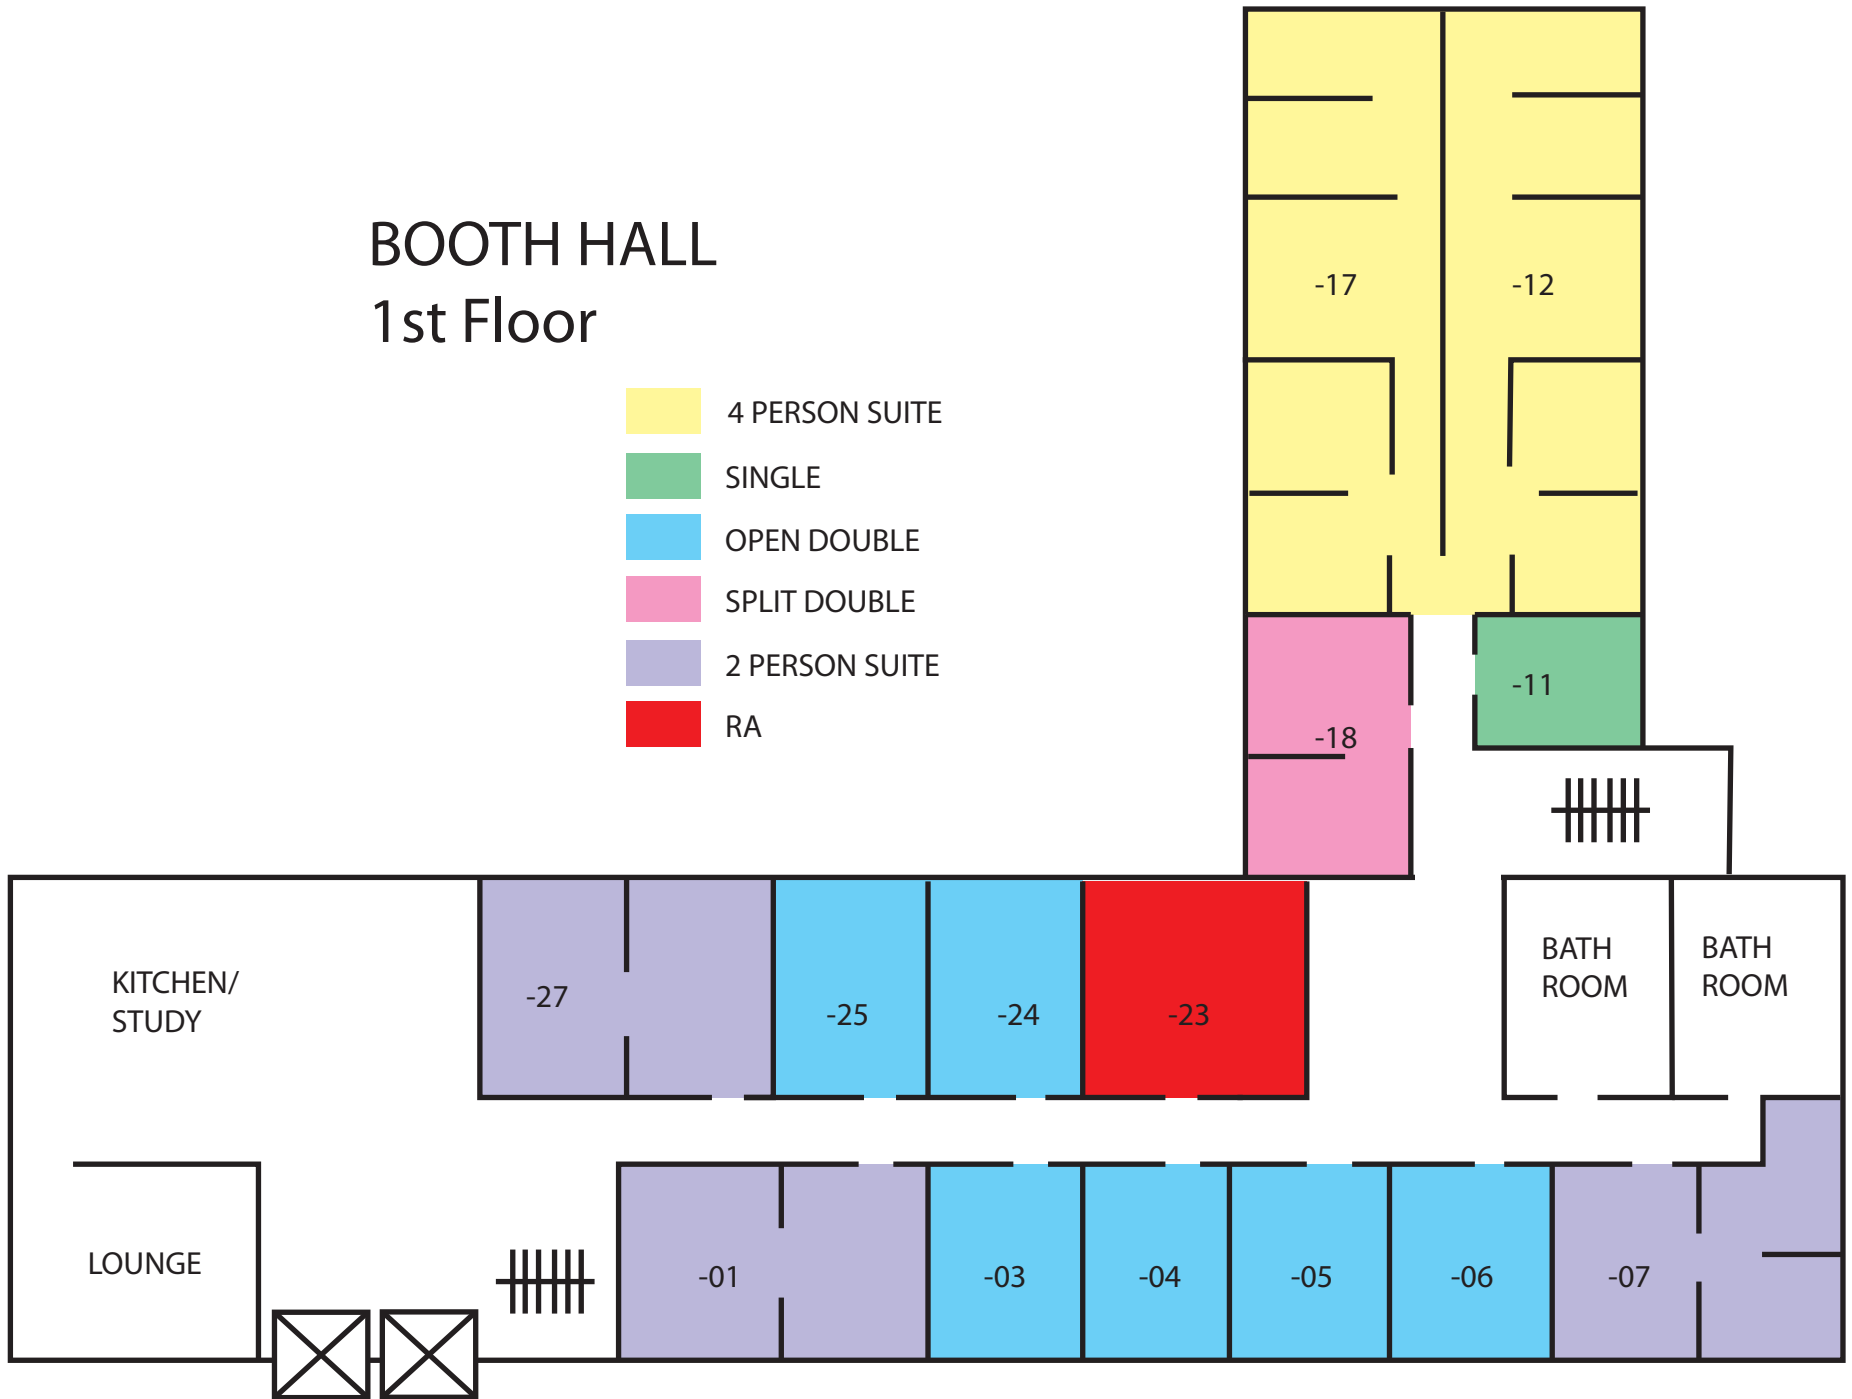 BOOTH HALL
1st Floor
4 PERSON SUITE
SINGLE
OPEN DOUBLE
SPLIT DOUBLE
2 PERSON SUITE
RA
-17
-12
-11
-18
KITCHEN/
STUDY
-27
-25
-24
-23
BATH
ROOM
BATH
ROOM
LOUNGE
-01
-03
-04
-05
-06
-07